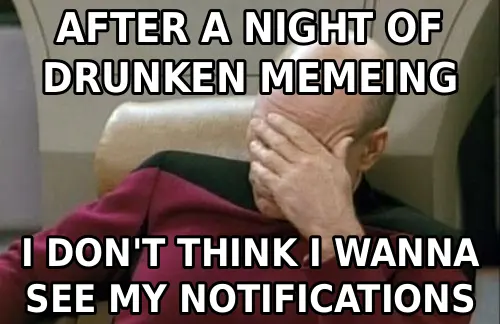 AFTER A NIGHT OF
DRUNKEN MEMEING
I DON'T THINK I WANNA
SEE MY NOTIFICATIONS